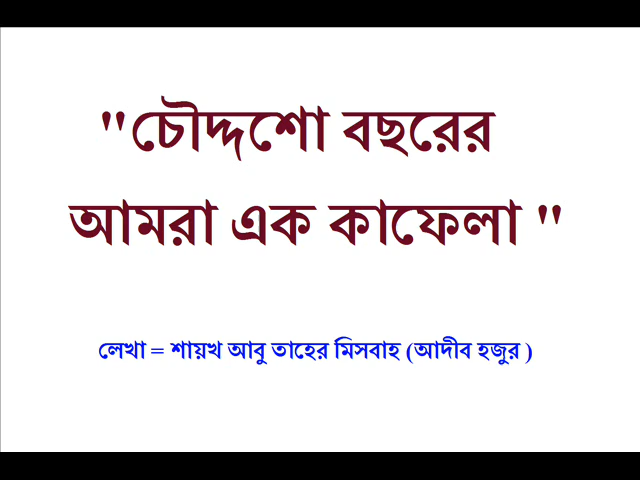 "চৌদ্দশো বছরের
আমরা এক কাফেলা "
লেখা = শায়খ আবু তাহের মিসবাহ (আদীব হজুর )